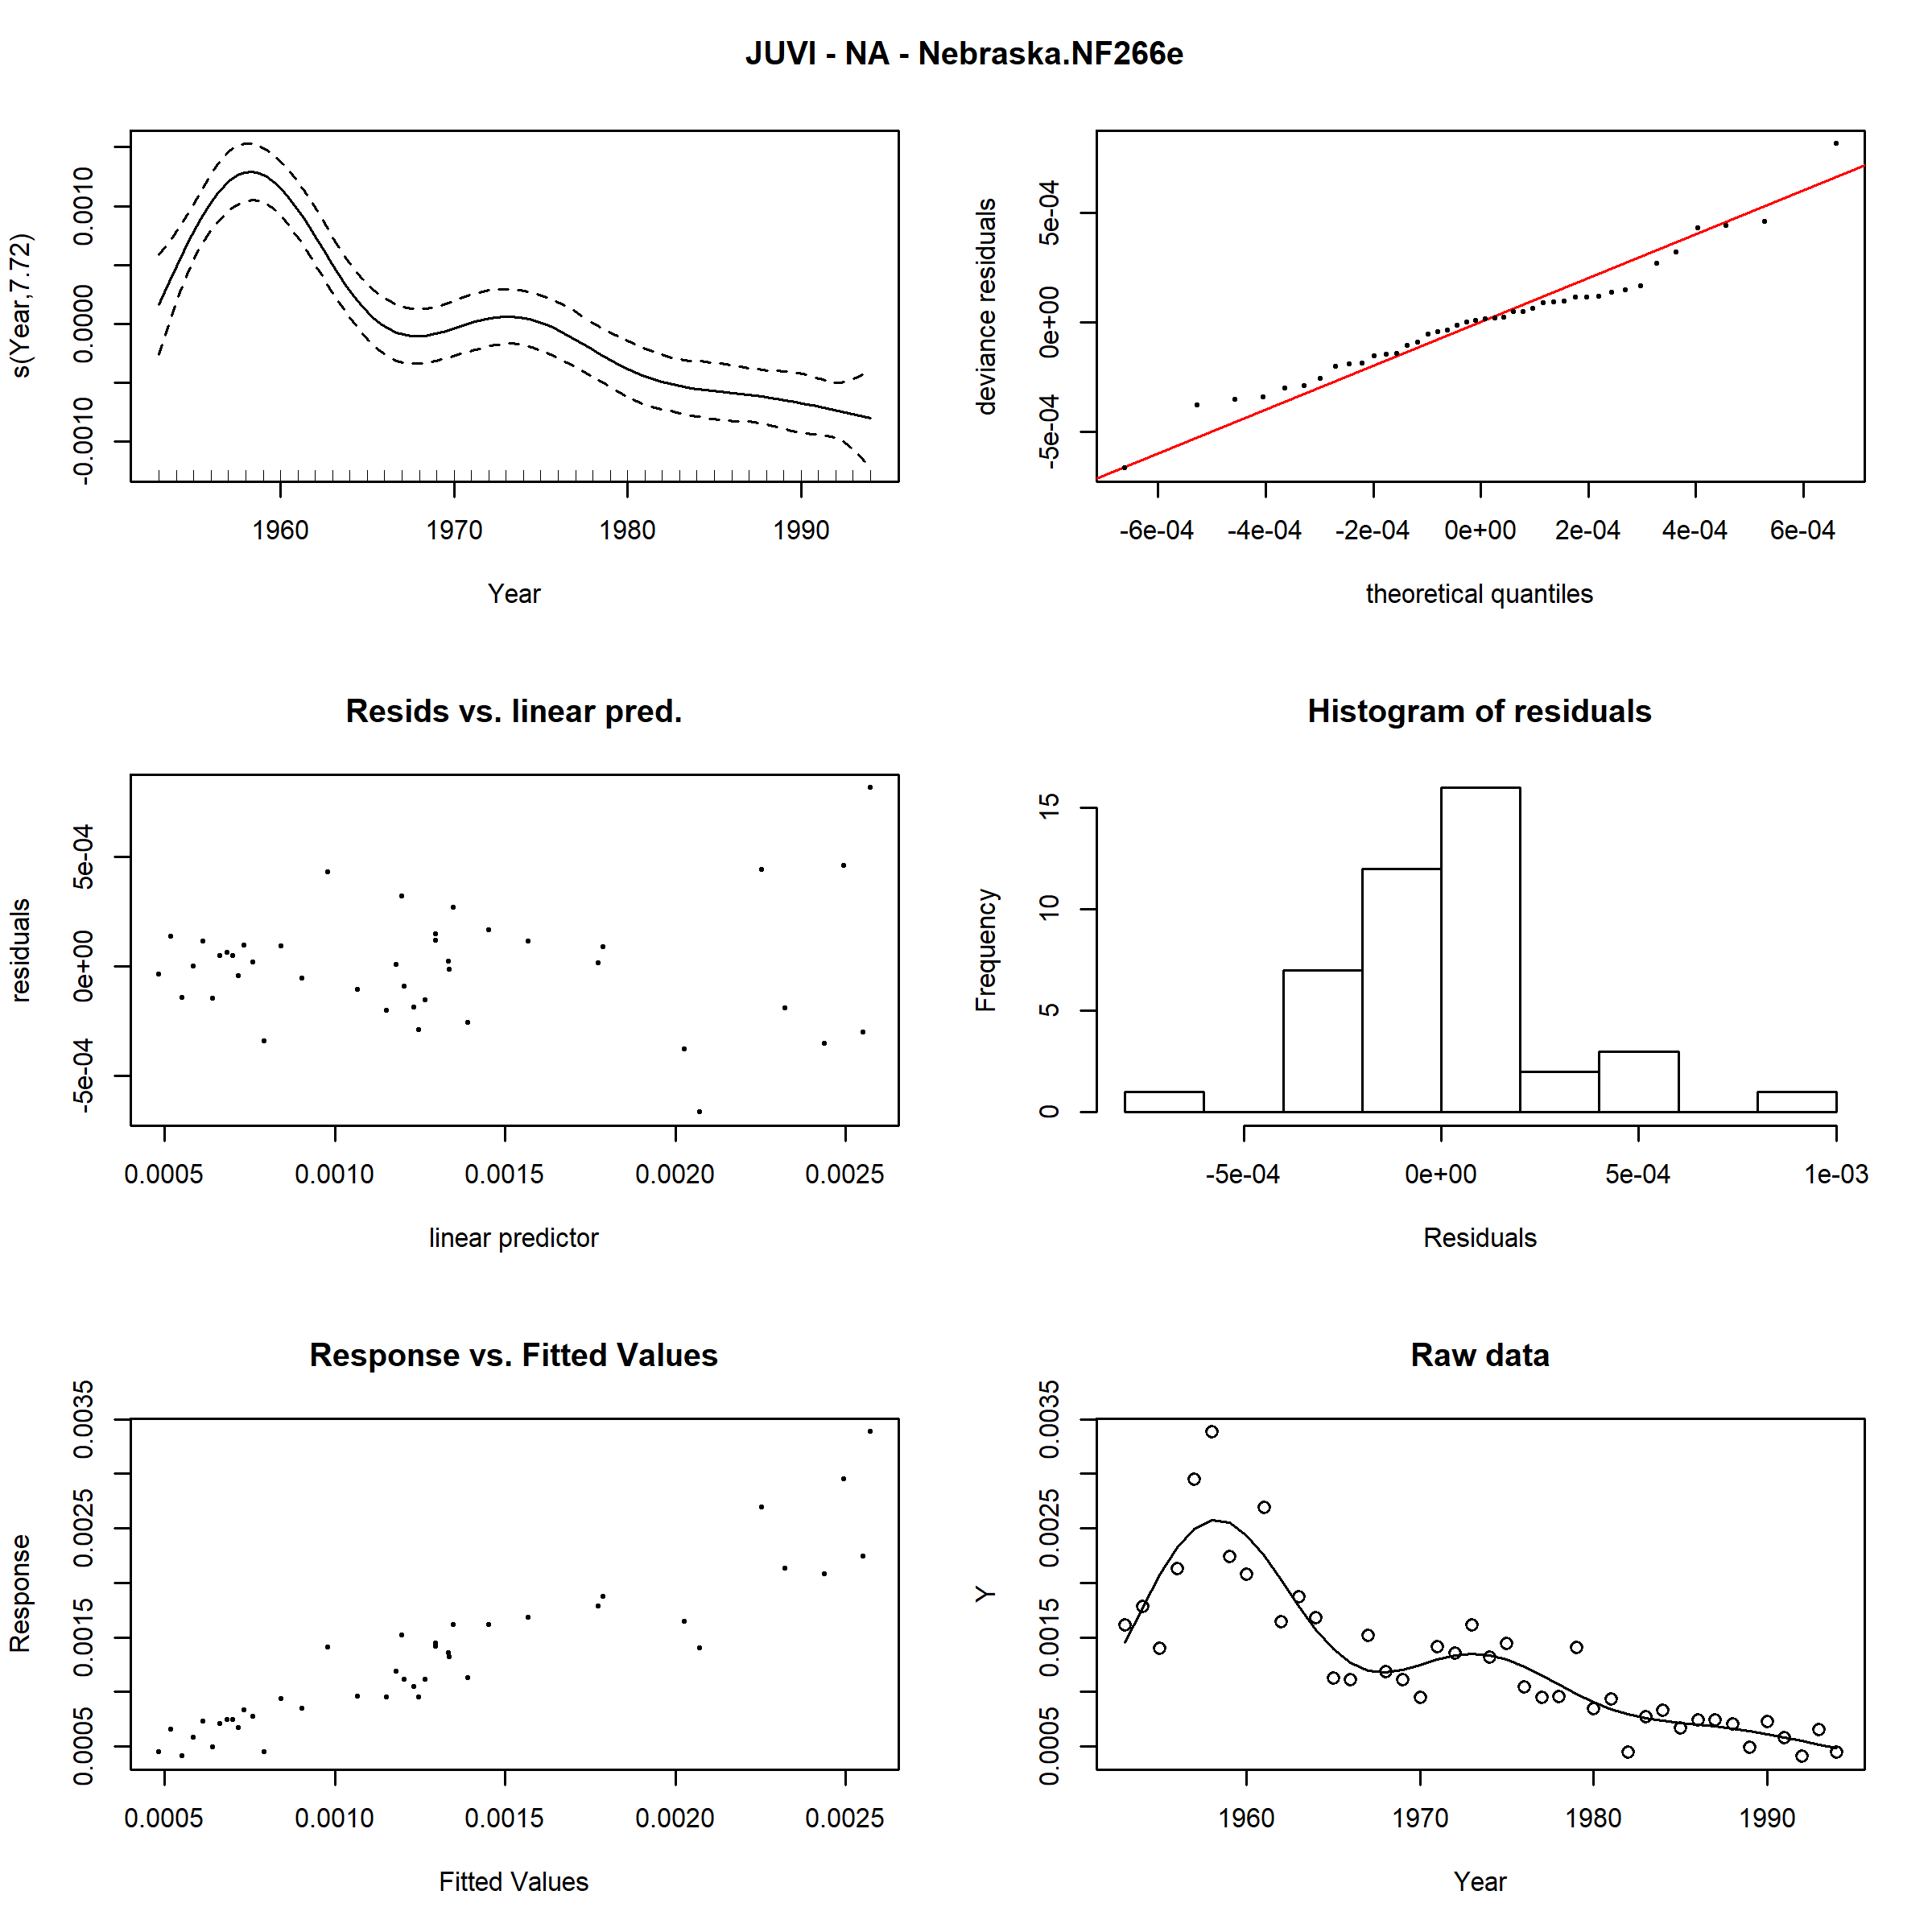 JUVI - NA - Nebraska.NF266e
s(Year,7.72)
-0.0010 0.0000 0.0010
1960 1970 1980 1990
Year
deviance residuals
-5e-04 0e+00 5e-04
-6e-04 -4e-04 -2e-04 0e+00 2e-04 4e-04 6e-04
theoretical quantiles
Resids vs. linear pred.
residuals
-5e-04 0e+00 5e-04
0.0005 0.0010 0.0015 0.0020 0.0025
linear predictor
Histogram of residuals
Frequency
0 5 10 15
-5e-04 0e+00 5e-04 1e-03
Residuals
Response vs. Fitted Values
Response
0.0005 0.0015 0.0025 0.0035
0.0005 0.0010 0.0015 0.0020 0.0025
Fitted Values
Raw data
Y
0.0005 0.0015 0.0025 0.0035
1960 1970 1980 1990
Year